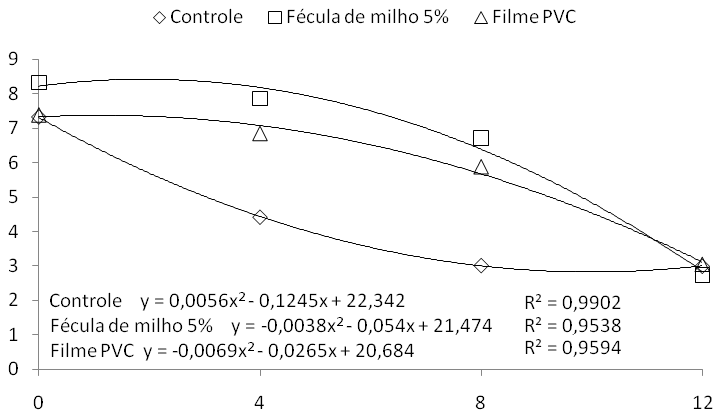 Controle Fécula de milho 5% Filme PVC
9
8
7
6
5
4
3
2
1
0
Controle y = 0,0056x² - 0,1245x + 22,342 R² = 0,9902
Fécula de milho 5% y = -0,0038x² - 0,054x + 21,474 R² = 0,9538
Filme PVC y = -0,0069x² - 0,0265x + 20,684 R² = 0,9594
0 4 8 12